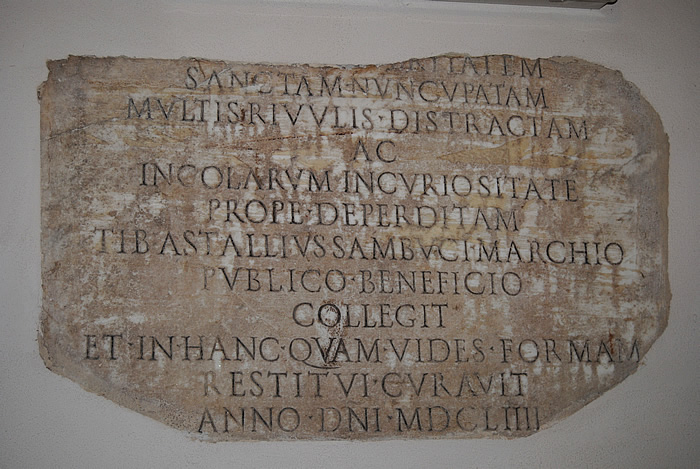 SANCTAM·NUNCUPATAM
MVLTIS·RIVVLIS·DISTRACTAM
AC
INCOLARVM INCVRIOSITATE
PROPE·DEPERDITAM
TIB ASTALLIVS SAMBVCI·MARCHIO
PVBLICO·BENEFICIO
COLLEGIT
ET·IN·HANC·QVAM·VIDES·FORMAM
RESTITVI·CVRAVIT
ANNO·DNI·MDCLIIII